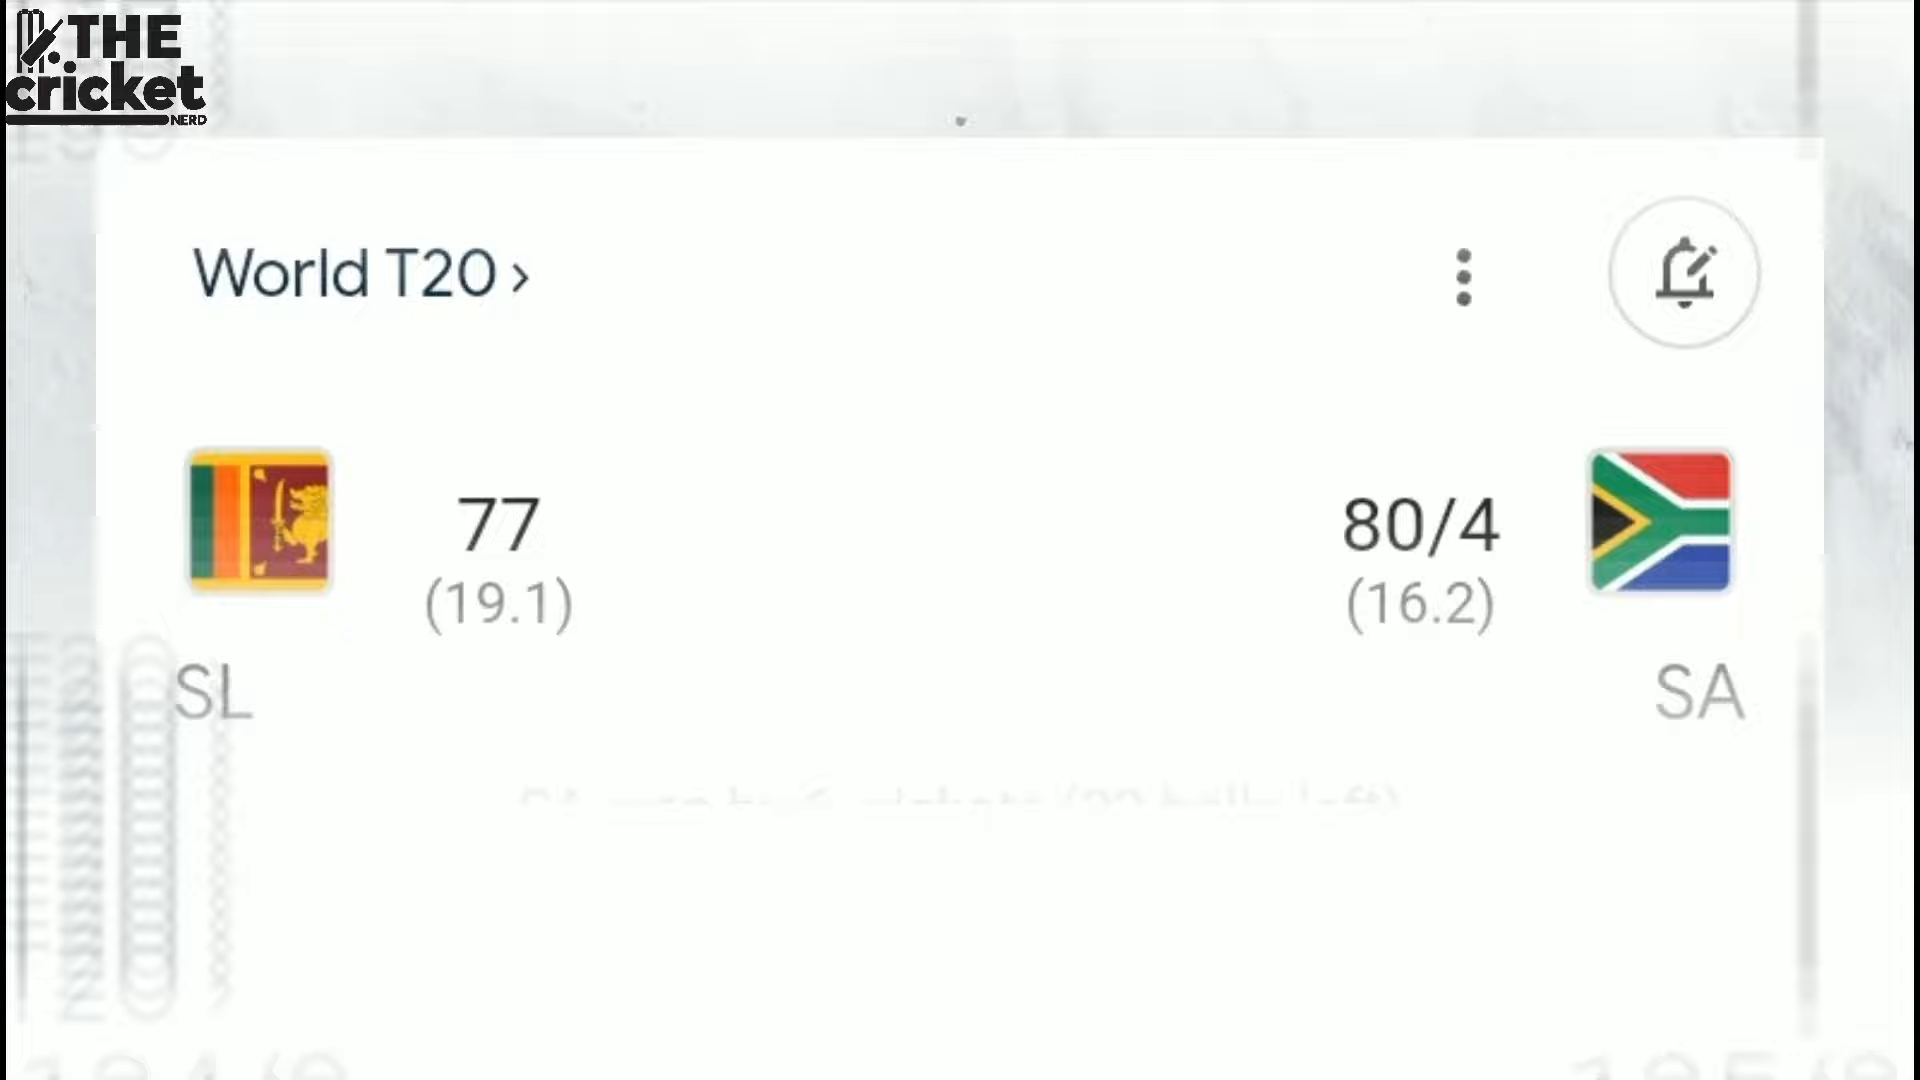 THE
cricket
NERD
World T20 ›
77
80/4
(19.1)
(16.2)
SL
SA